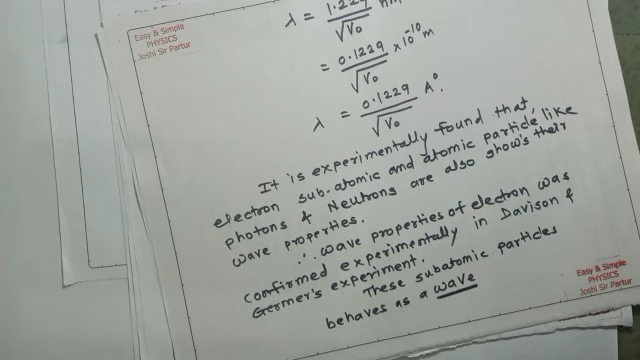 Easy & Simple
PHYSICS
Joshi Sir Partur
λ = 1.229 / √V₀ nm
= 0.1229 / √V₀ × 10⁻¹⁰ m
λ = 0.1229 / √V₀ A°
It is experimentally found that,
electron sub-atomic and atomic particle like
photons & Neutrons are also show's their
wave properties.
∴ wave properties of electron was
confirmed experimentally in Davison &
Germer's experiment.
These subatomic particles
behaves as a wave
Easy & Simple
PHYSICS
Joshi Sir Partur